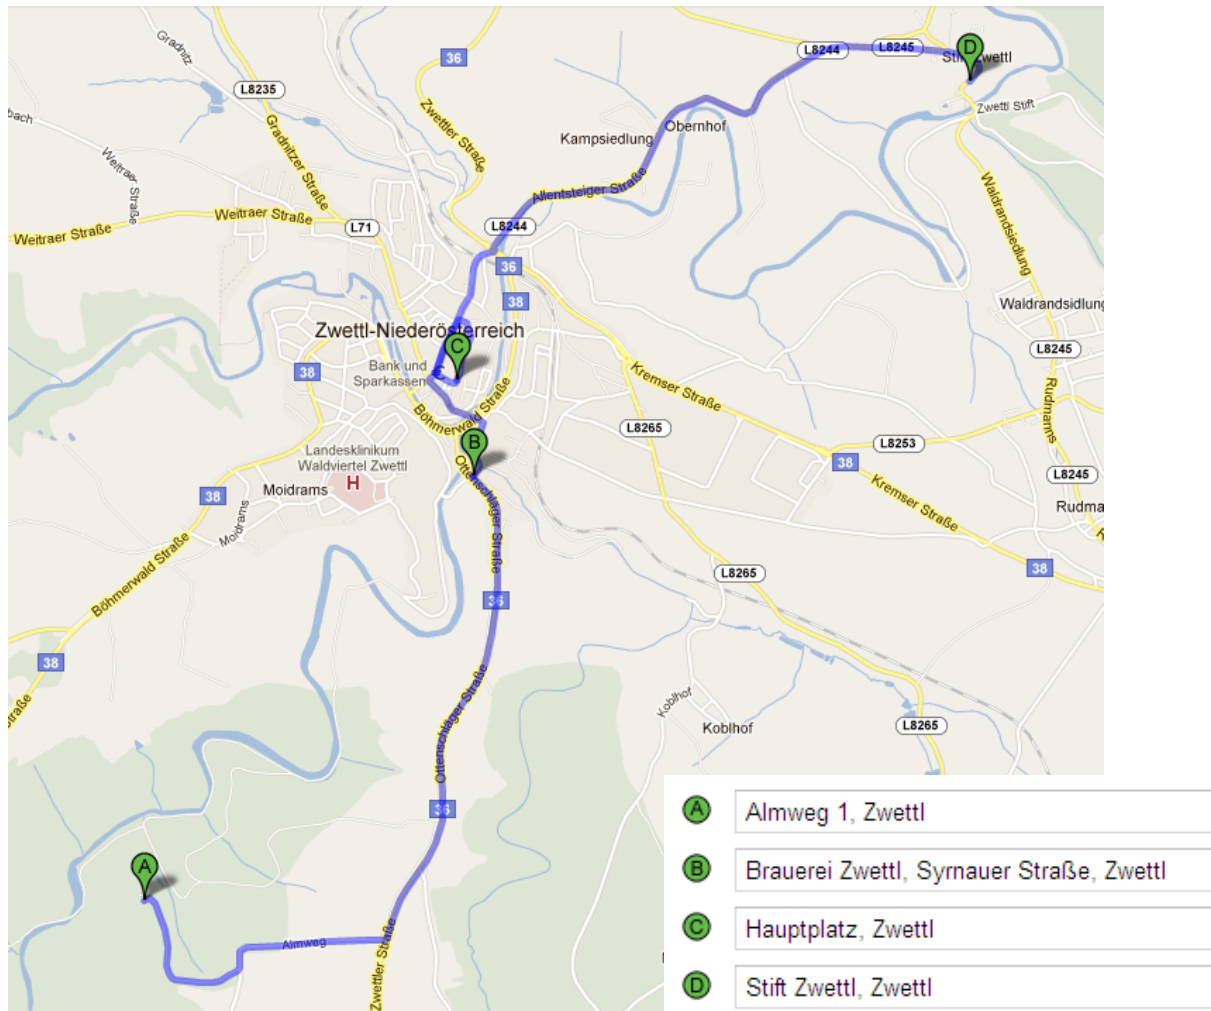 Gradnitz
36
L8244
L8245
D
Stift Zwettl
L8235
bach
Zwettler Straße
Gradnitzer Straße
Zwettl Stift
Kampsiedlung
Obernhof
Weitraer Straße
Allentsteiger Straße
Waldrandsiedlung
Weitraer Straße
Weitraer Straße
L71
L8244
36
38
Waldrandsidlung
Zwettl-Niederösterreich
C
L8245
Bank und
Sparkassen
38
Kremser Straße
Rudmanns
Böhmerwald Straße
L8265
L8253
B
Landesklinikum
Waldviertel Zwettl
H
Moidrams
38
Ottenschläger Straße
38
L8245
Kremser Straße
Rudma
Moidrams
Böhmerwald Straße
36
L8265
38
38
Ottenschläger Straße
Koblhof
Koblhof
L8265
traße
36
A
Almweg
Zwettler Straße
A Almweg 1, Zwettl
B Brauerei Zwettl, Syrnauer Straße, Zwettl
C Hauptplatz, Zwettl
D Stift Zwettl, Zwettl